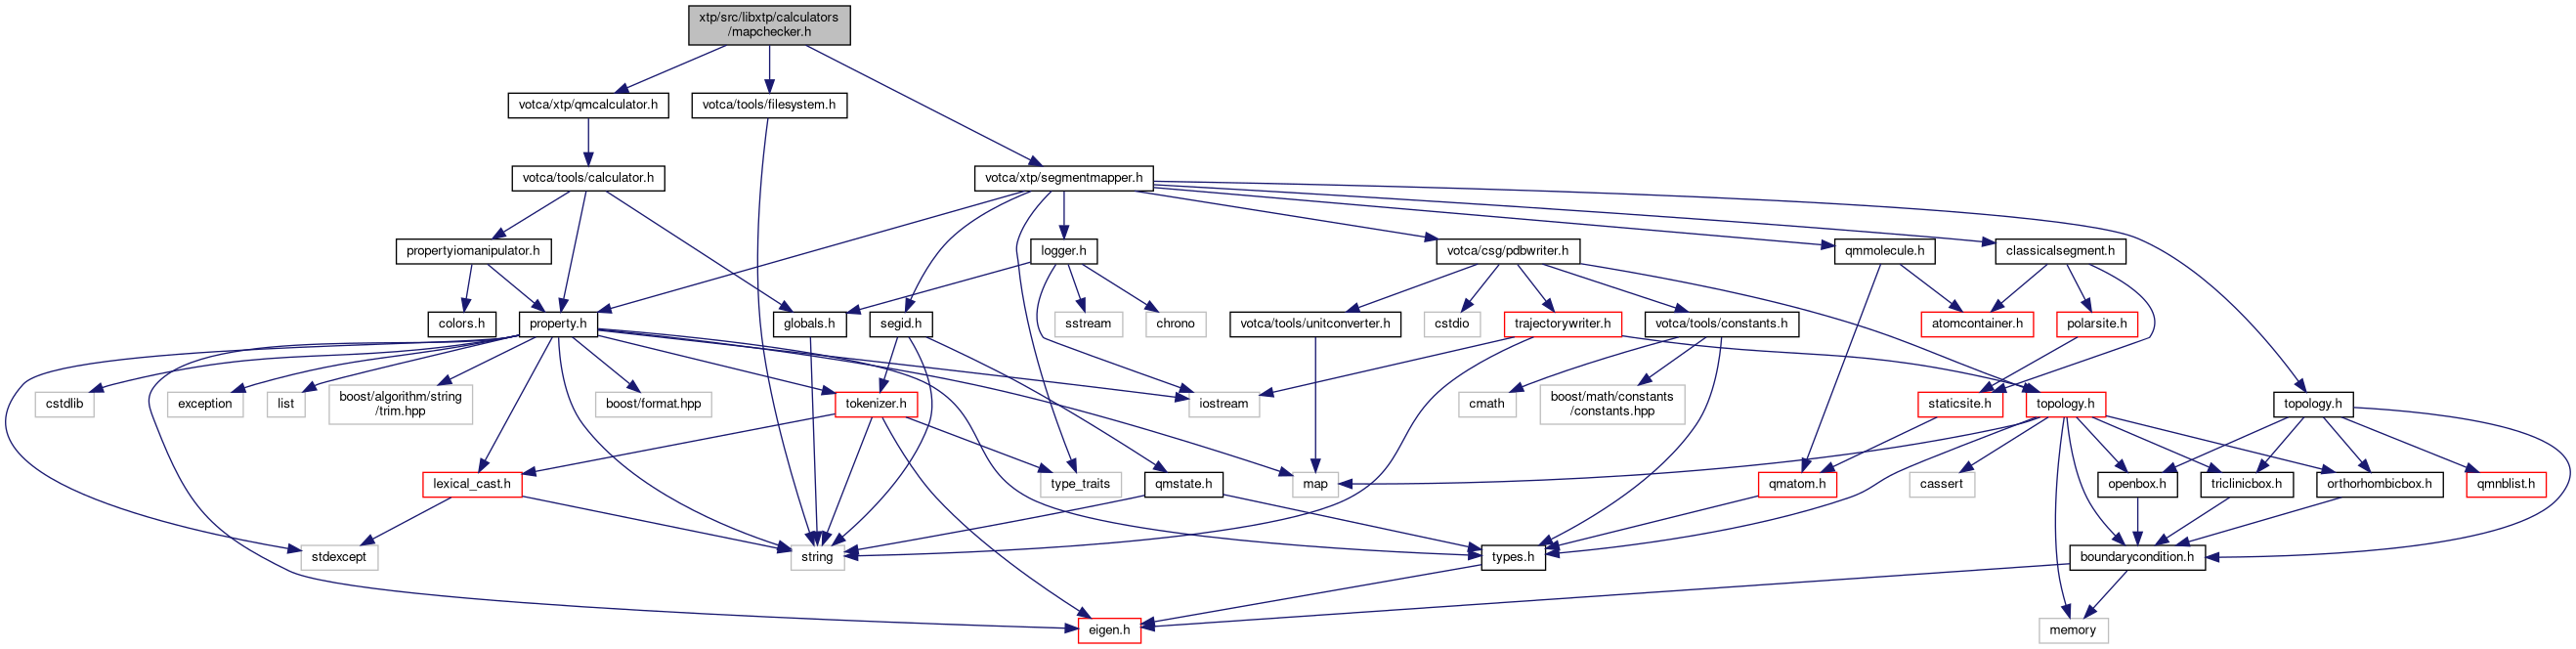 xtp/src/libxtp/calculators
/mapchecker.h
votca/xtp/qmcalculator.h
votca/tools/filesystem.h
votca/tools/calculator.h
votca/xtp/segmentmapper.h
propertyiomanipulator.h
logger.h
votca/csg/pdbwriter.h
qmmolecule.h
classicalsegment.h
colors.h
property.h
globals.h
segid.h
sstream
chrono
votca/tools/unitconverter.h
cstdio
trajectorywriter.h
votca/tools/constants.h
atomcontainer.h
polarsite.h
cstdlib
exception
list
boost/algorithm/string
/trim.hpp
boost/format.hpp
tokenizer.h
iostream
cmath
boost/math/constants
/constants.hpp
staticsite.h
topology.h
topology.h
lexical_cast.h
type_traits
qmstate.h
map
qmatom.h
cassert
openbox.h
triclinicbox.h
orthorhombicbox.h
qmnblist.h
stdexcept
string
types.h
boundarycondition.h
eigen.h
memory